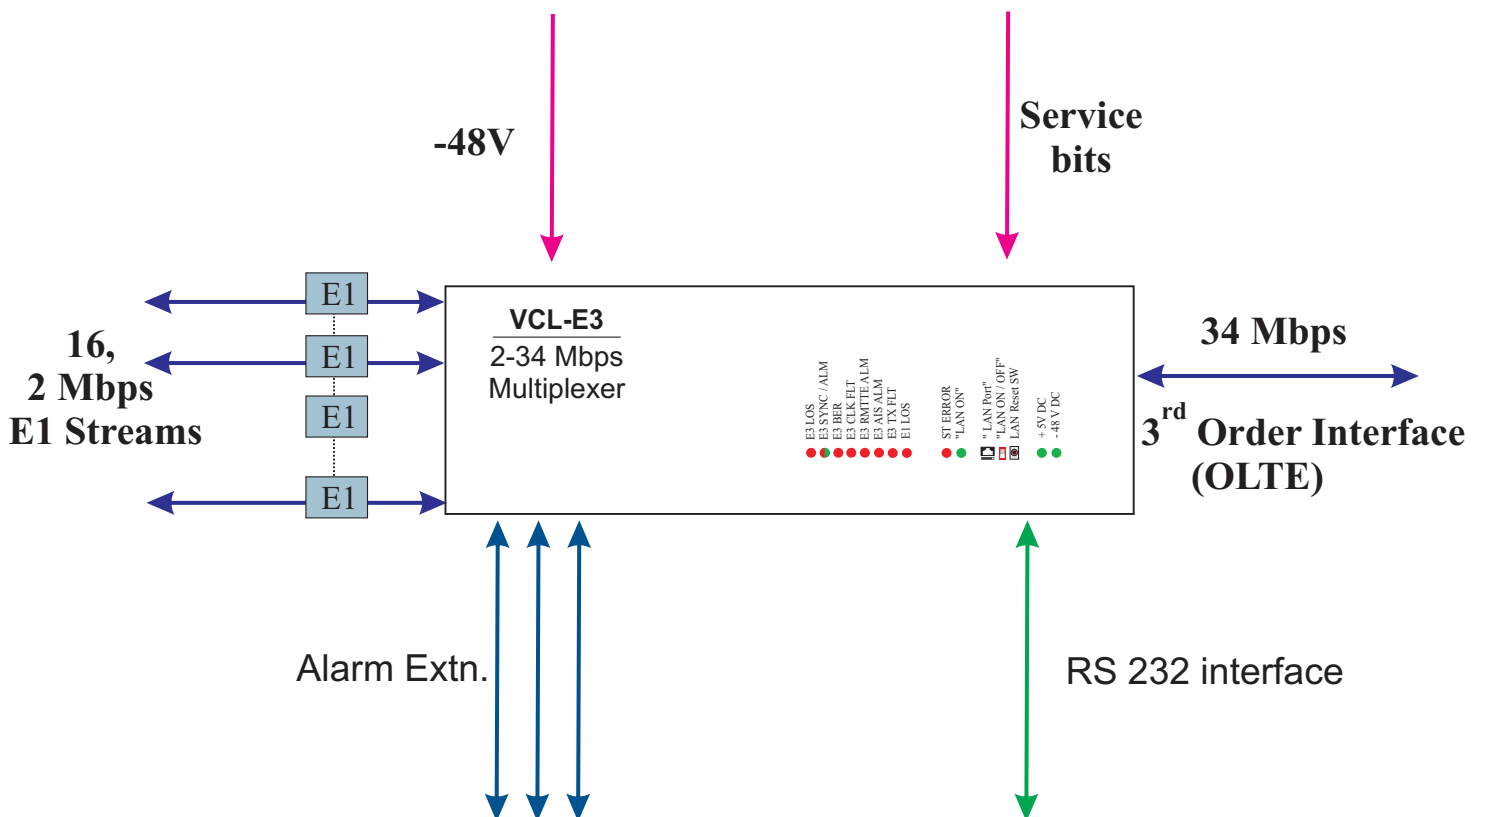 -48V
Service
bits
E1
E1
E1
E1
16,
2 Mbps
E1 Streams
VCL-E3
2-34 Mbps
Multiplexer
E3 LOS
E3 SYNC / ALM
E3 BER
E3 CLK FLT
E3 RMTTE ALM
E3 AIS ALM
E3 TX FLT
E1 LOS
ST ERROR
"LAN ON"
" LAN Port"
"LAN ON / OFF"
LAN Reset SW
+ 5V DC
- 48 V DC
34 Mbps
3rd Order Interface
(OLTE)
Alarm Extn.
RS 232 interface